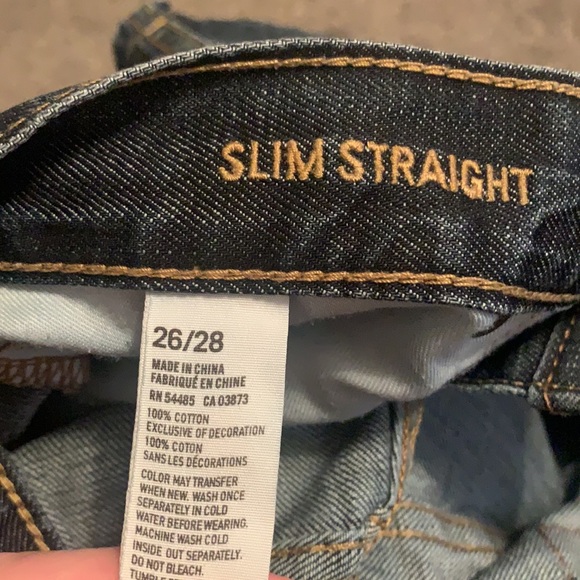 SLIM STRAIGHT
26/28
MADE IN CHINA
FABRIQUÉ EN CHINE
RN 54485 CA 03873
100% COTTON
EXCLUSIVE OF DECORATION
100% COTON
SANS LES DÉCORATIONS
COLOR MAY TRANSFER
WHEN NEW. WASH ONCE
SEPARATELY IN COLD
WATER BEFORE WEARING.
MACHINE WASH COLD
INSIDE OUT SEPARATELY.
DO NOT BLEACH.